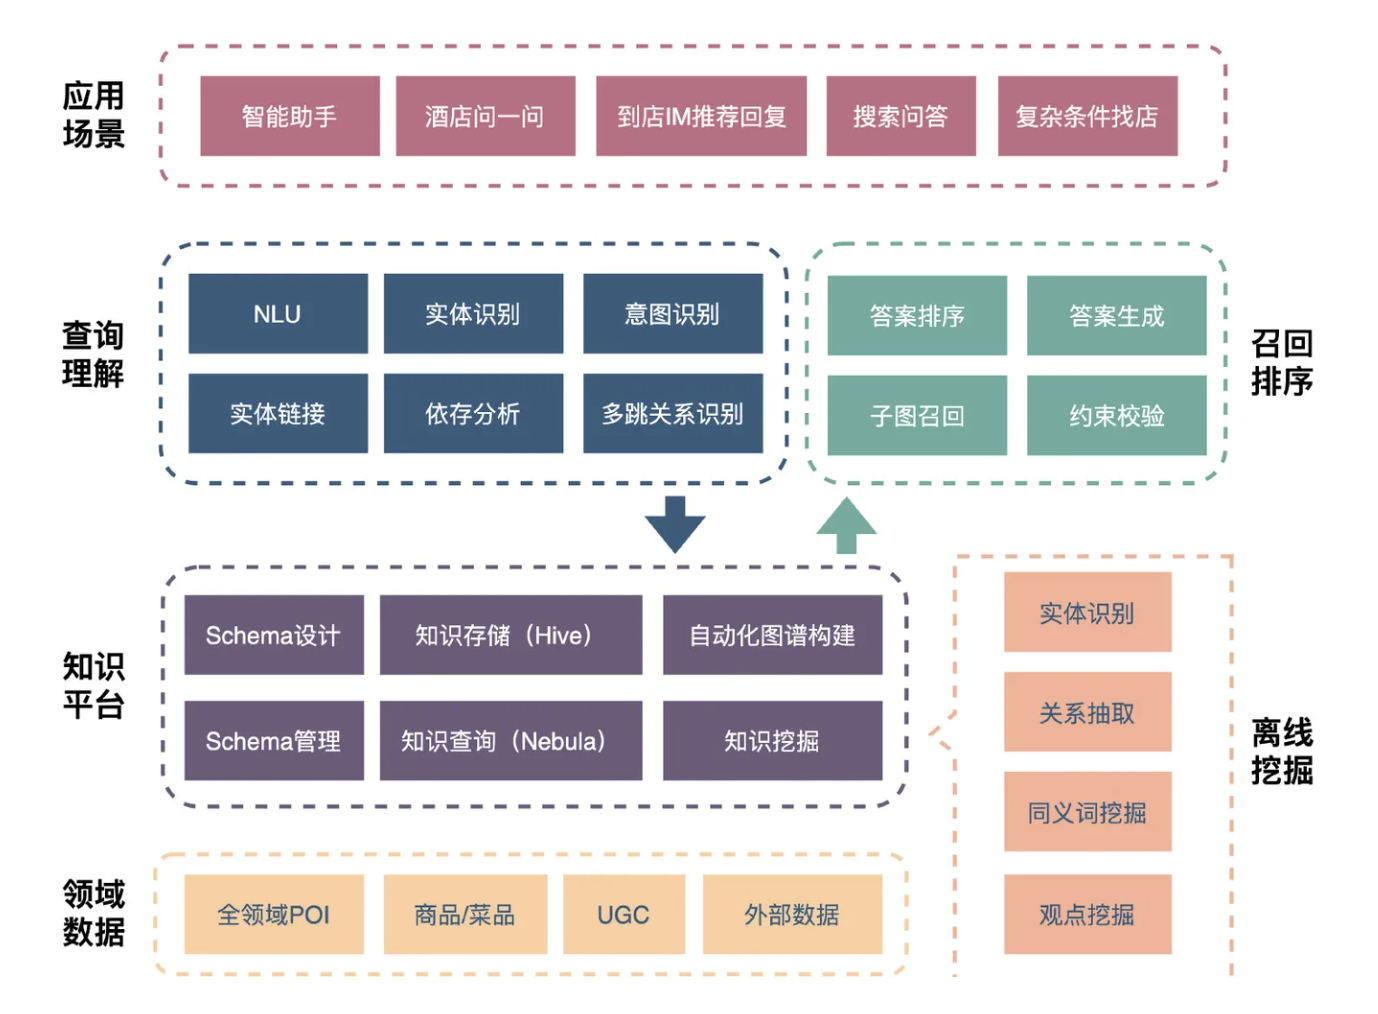 应用
场景
智能助手
酒店问一问
到店IM推荐回复
搜索问答
复杂条件找店
查询
理解
NLU
实体识别
意图识别
实体链接
依存分析
多跳关系识别
答案排序
答案生成
子图召回
约束校验
召回
排序
知识
平台
Schema设计
知识存储（Hive）
自动化图谱构建
Schema管理
知识查询（Nebula）
知识挖掘
实体识别
关系抽取
同义词挖掘
观点挖掘
离线
挖掘
领域
数据
全领域POI
商品/菜品
UGC
外部数据